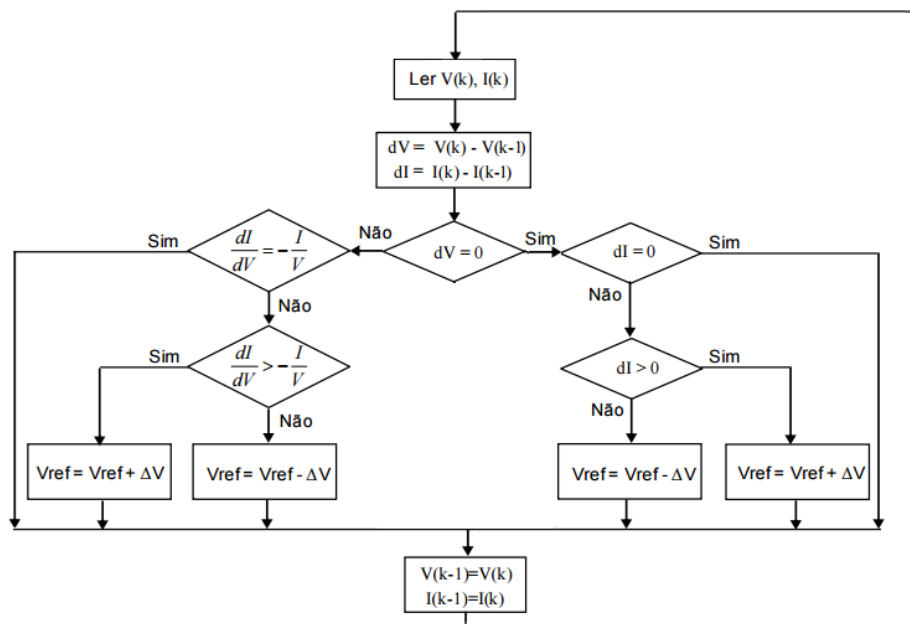 Ler V(k), I(k)
dV = V(k) - V(k-1)
dI = I(k) - I(k-1)
Sim
dI/dV = - I/V
Não
dV = 0
Sim
dI = 0
Sim
Não
Não
Sim
dI/dV > - I/V
dI > 0
Sim
Não
Não
Vref = Vref + ΔV
Vref = Vref - ΔV
Vref = Vref - ΔV
Vref = Vref + ΔV
V(k-1)=V(k)
I(k-1)=I(k)